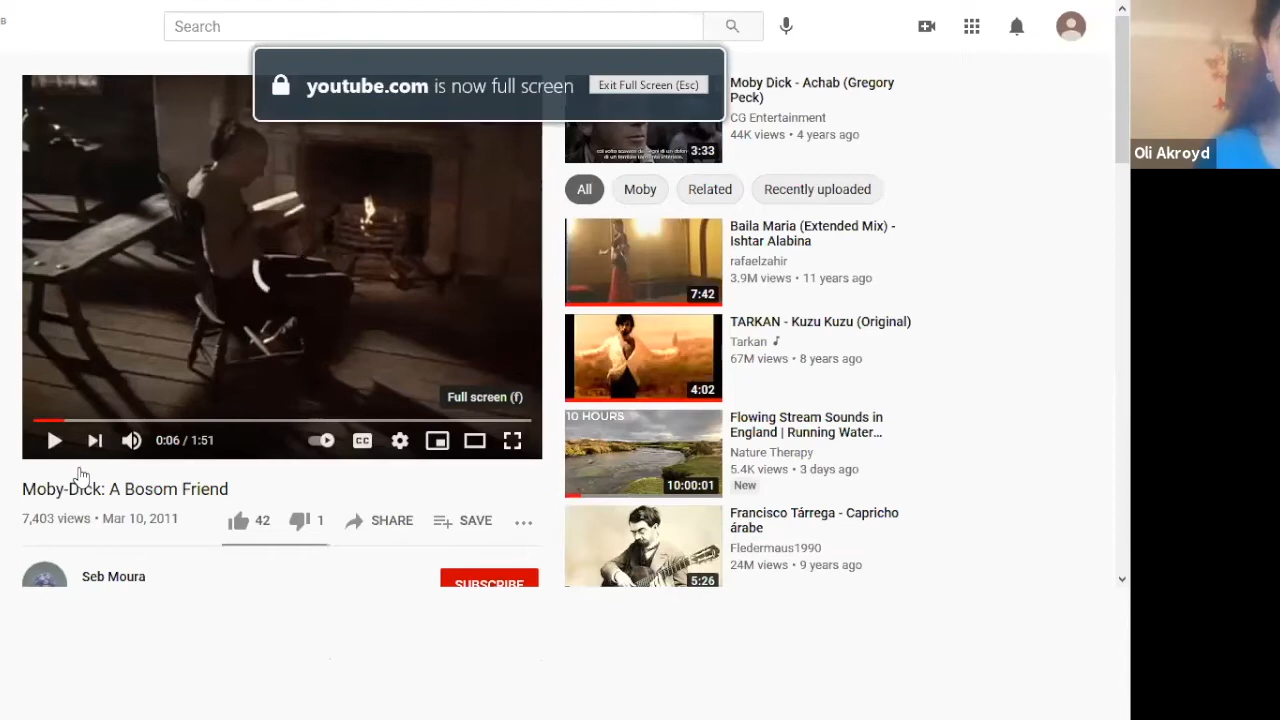 B
Search
youtube.com is now full screen
Exit Full Screen (Esc)
Full screen (f)
0:06 / 1:51
CC
Moby-Dick: A Bosom Friend
7,403 views • Mar 10, 2011
42
1
SHARE
SAVE
Seb Moura
SUBSCRIBE
3:33
Moby Dick - Achab (Gregory
Peck)
CG Entertainment
44K views • 4 years ago
All
Moby
Related
Recently uploaded
7:42
Baila Maria (Extended Mix) -
Ishtar Alabina
rafaelzahir
3.9M views • 11 years ago
4:02
TARKAN - Kuzu Kuzu (Original)
Tarkan
67M views • 8 years ago
10 HOURS
10:00:01
Flowing Stream Sounds in
England | Running Water...
Nature Therapy
5.4K views • 3 days ago
New
5:26
Francisco Tárrega - Capricho
árabe
Fledermaus1990
24M views • 9 years ago
Oli Akroyd